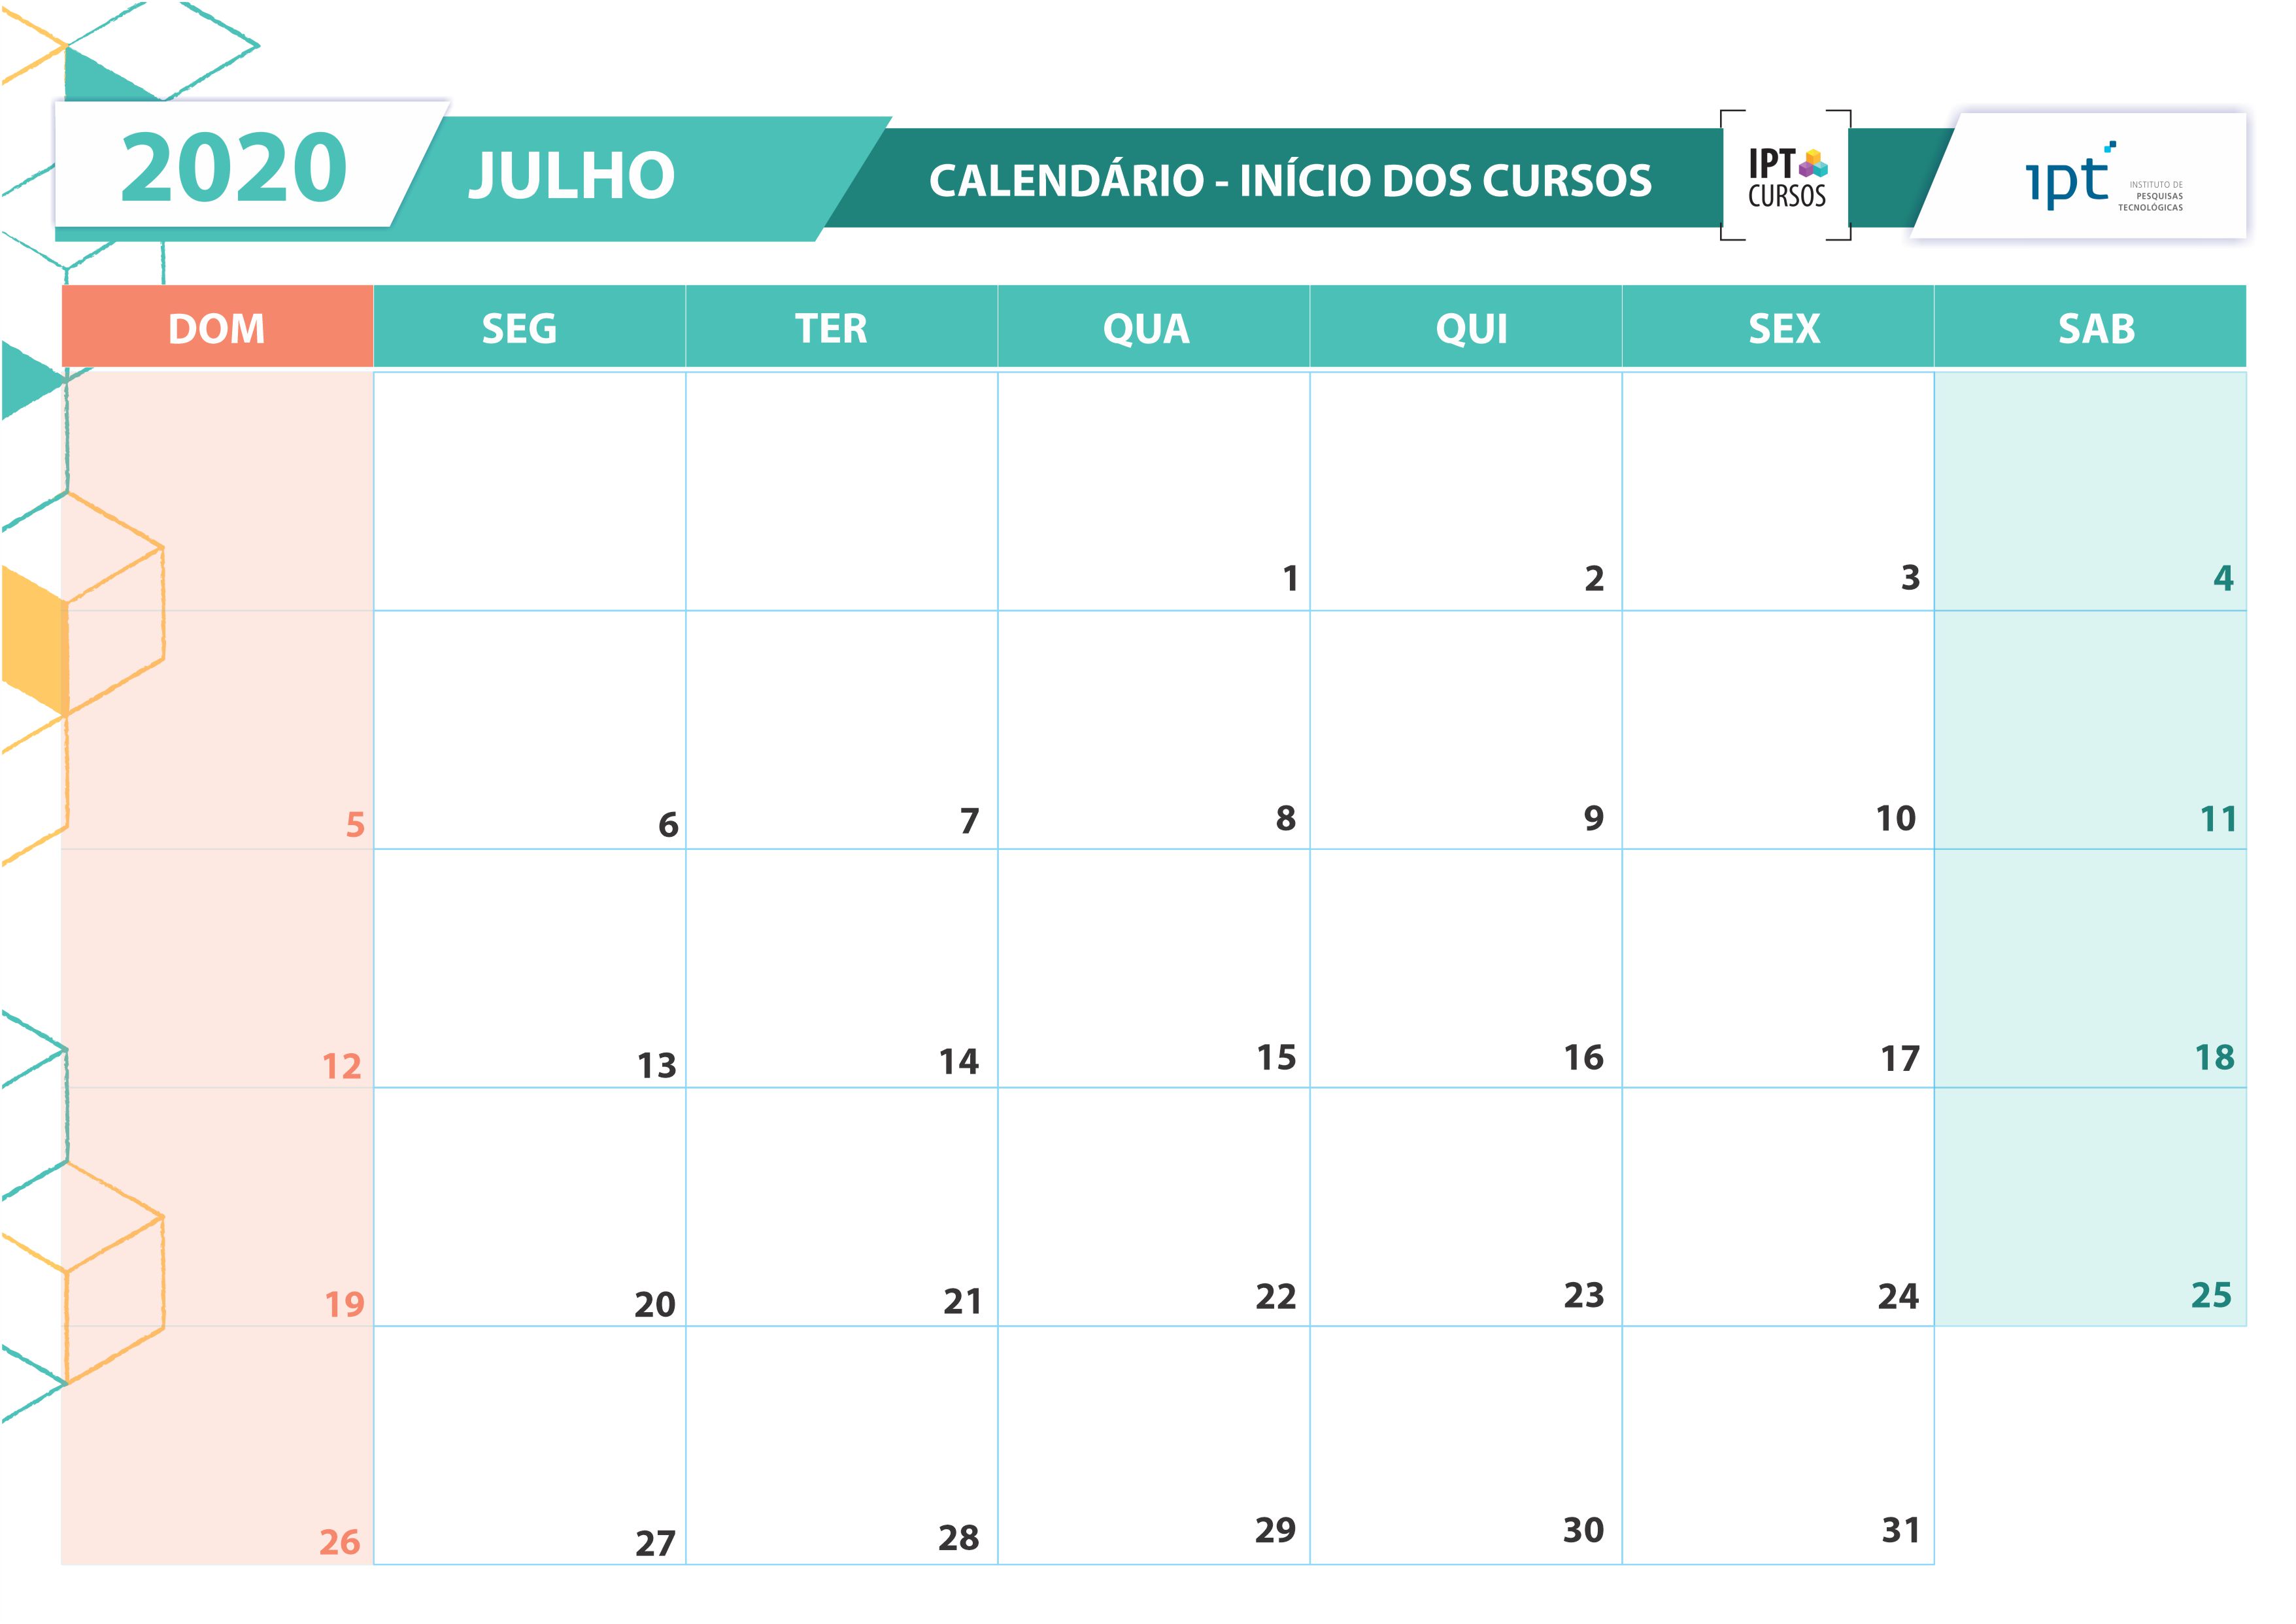 2020
JULHO
CALENDÁRIO - INÍCIO DOS CURSOS
IPT
CURSOS
ipt
INSTITUTO DE
PESQUISAS
TECNOLÓGICAS
DOM SEG TER QUA QUI SEX SAB
1 2 3 4
5 6 7 8 9 10 11
12 13 14 15 16 17 18
19 20 21 22 23 24 25
26 27 28 29 30 31